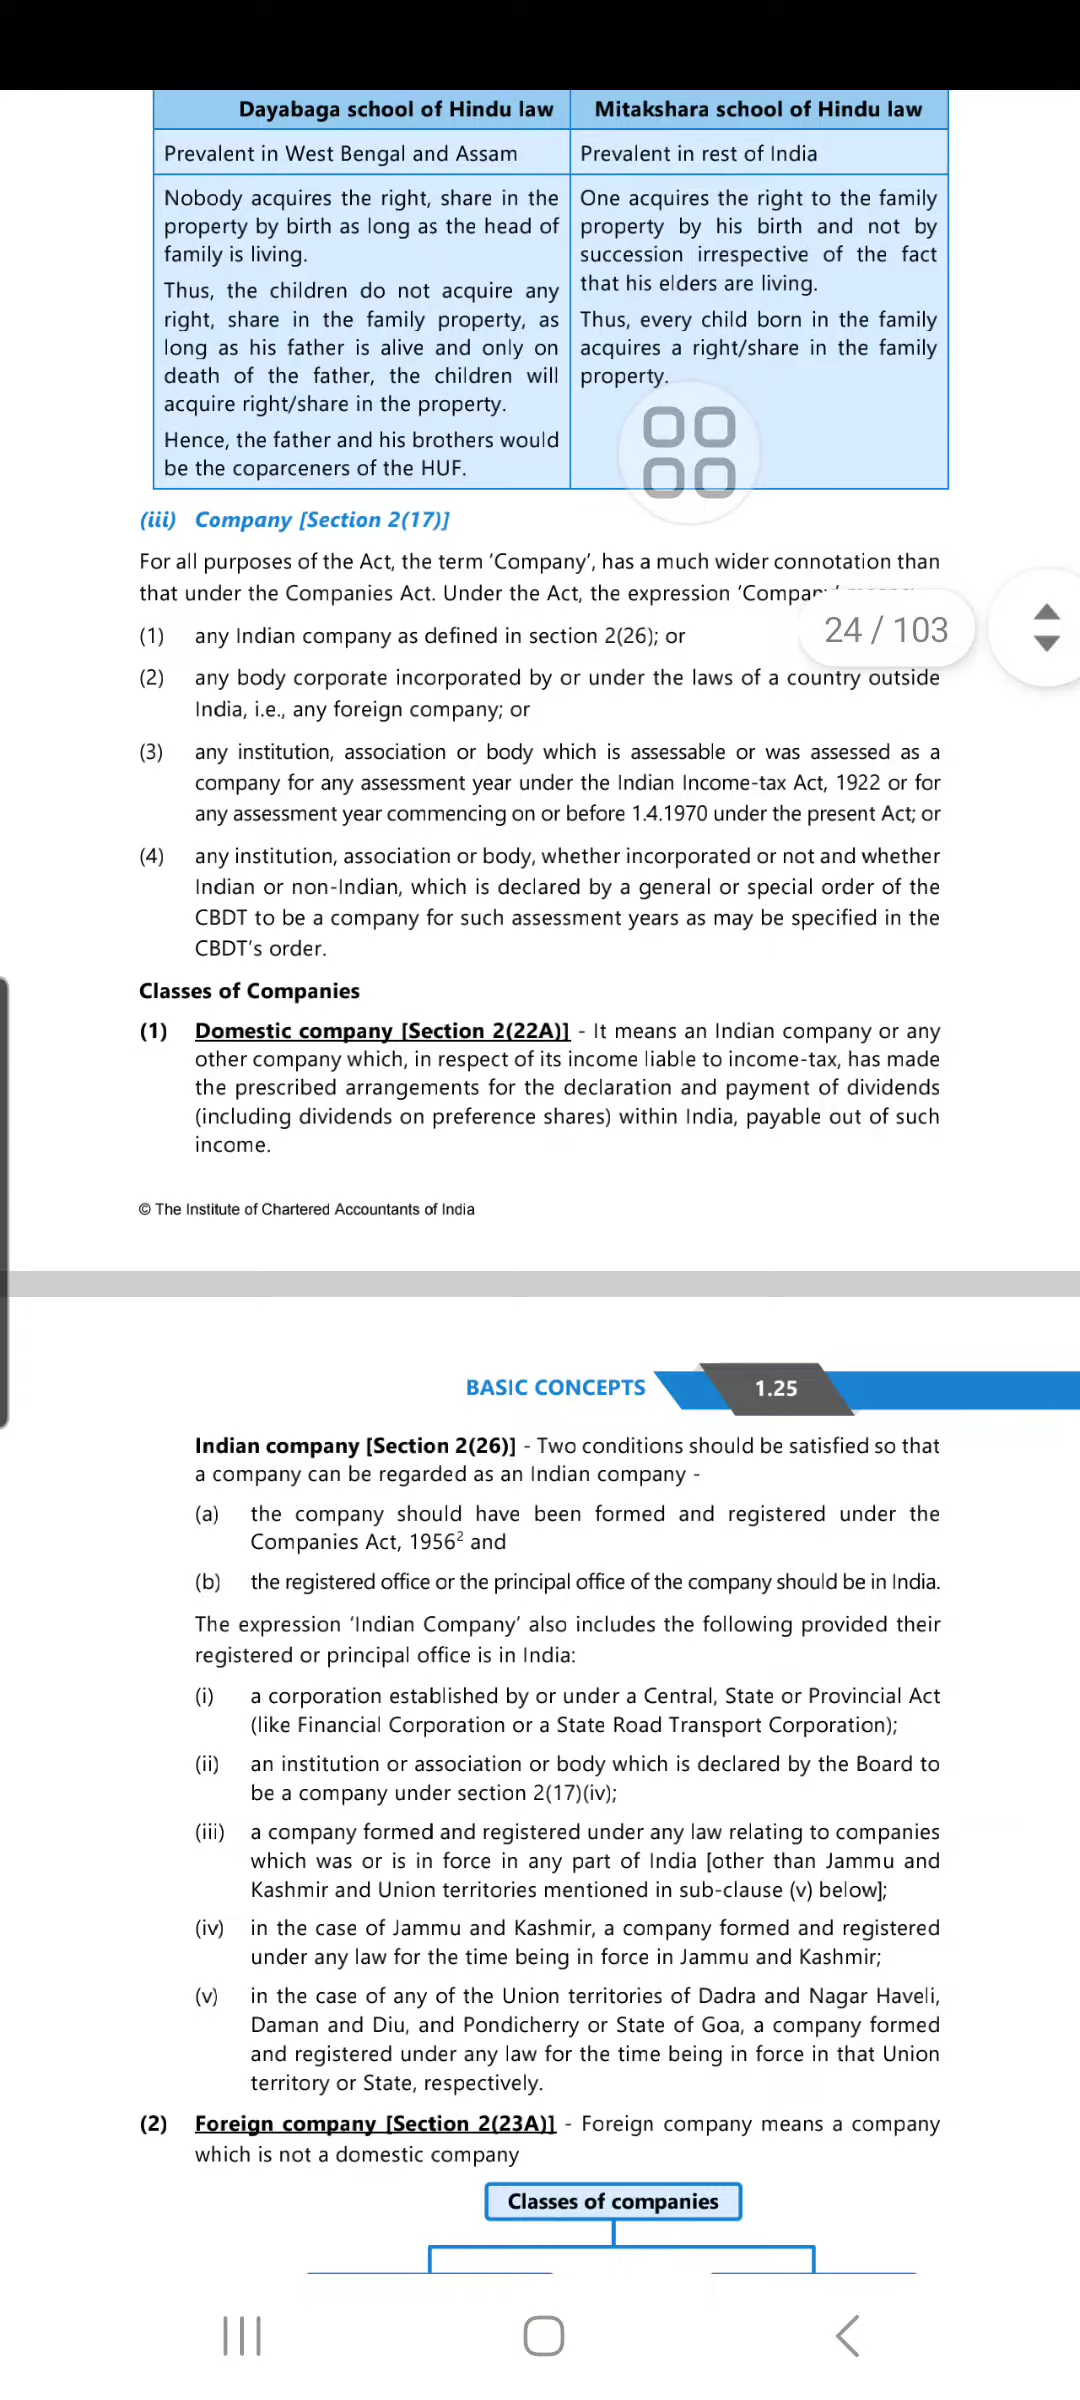 Dayabaga school of Hindu law
Mitakshara school of Hindu law
Prevalent in West Bengal and Assam
Prevalent in rest of India
Nobody acquires the right, share in the
property by birth as long as the head of
family is living.
Thus, the children do not acquire any
right, share in the family property, as
long as his father is alive and only on
death of the father, the children will
acquire right/share in the property.
Hence, the father and his brothers would
be the coparceners of the HUF.
One acquires the right to the family
property by his birth and not by
succession irrespective of the fact
that his elders are living.
Thus, every child born in the family
acquires a right/share in the family
property.
(iii) Company [Section 2(17)]
For all purposes of the Act, the term ‘Company’, has a much wider connotation than
that under the Companies Act. Under the Act, the expression
24 / 103
(1) any Indian company as defined in section 2(26); or
(2) any body corporate incorporated by or under the laws of a country outside
India, i.e., any foreign company; or
(3) any institution, association or body which is assessable or was assessed as a
company for any assessment year under the Indian Income-tax Act, 1922 or for
any assessment year commencing on or before 1.4.1970 under the present Act; or
(4) any institution, association or body, whether incorporated or not and whether
Indian or non-Indian, which is declared by a general or special order of the
CBDT to be a company for such assessment years as may be specified in the
CBDT’s order.
Classes of Companies
(1) Domestic company [Section 2(22A)] - It means an Indian company or any
other company which, in respect of its income liable to income-tax, has made
the prescribed arrangements for the declaration and payment of dividends
(including dividends on preference shares) within India, payable out of such
income.
© The Institute of Chartered Accountants of India
BASIC CONCEPTS
1.25
Indian company [Section 2(26)] - Two conditions should be satisfied so that
a company can be regarded as an Indian company -
(a) the company should have been formed and registered under the
Companies Act, 1956² and
(b) the registered office or the principal office of the company should be in India.
The expression ‘Indian Company’ also includes the following provided their
registered or principal office is in India:
(i) a corporation established by or under a Central, State or Provincial Act
(like Financial Corporation or a State Road Transport Corporation);
(ii) an institution or association or body which is declared by the Board to
be a company under section 2(17)(iv);
(iii) a company formed and registered under any law relating to companies
which was or is in force in any part of India [other than Jammu and
Kashmir and Union territories mentioned in sub-clause (v) below];
(iv) in the case of Jammu and Kashmir, a company formed and registered
under any law for the time being in force in Jammu and Kashmir;
(v) in the case of any of the Union territories of Dadra and Nagar Haveli,
Daman and Diu, and Pondicherry or State of Goa, a company formed
and registered under any law for the time being in force in that Union
territory or State, respectively.
(2) Foreign company [Section 2(23A)] - Foreign company means a company
which is not a domestic company
Classes of companies